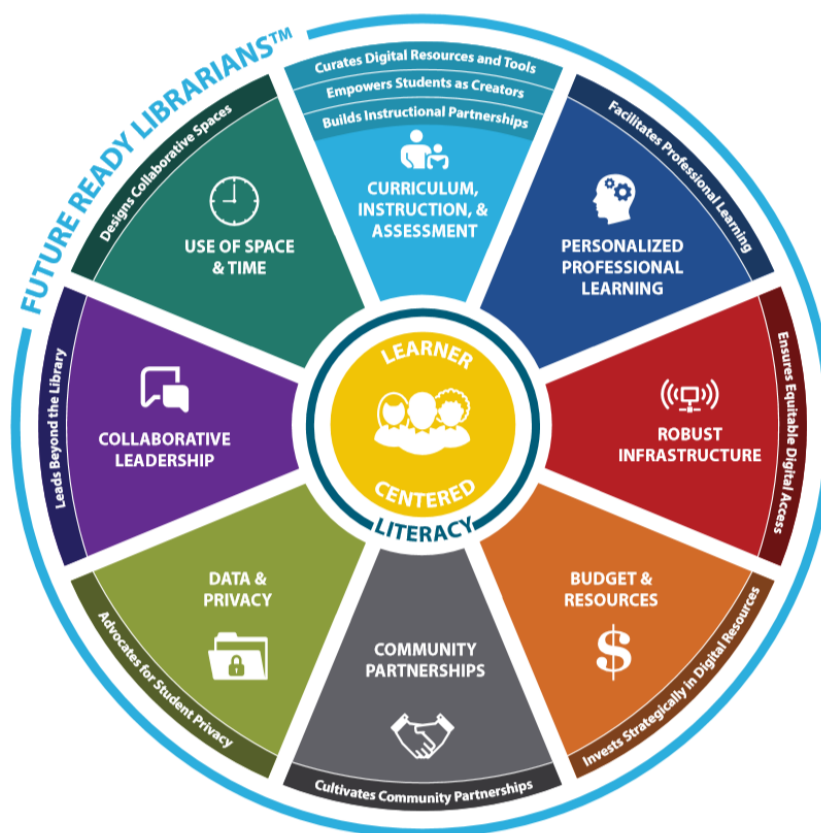 FUTURE READY LIBRARIANS™
Curates Digital Resources and Tools
Empowers Students as Creators
Builds Instructional Partnerships
CURRICULUM,
INSTRUCTION, &
ASSESSMENT
Facilitates Professional Learning
PERSONALIZED
PROFESSIONAL
LEARNING
Ensures Equitable Digital Access
ROBUST
INFRASTRUCTURE
Invests Strategically in Digital Resources
BUDGET &
RESOURCES
$
Cultivates Community Partnerships
COMMUNITY
PARTNERSHIPS
Advocates for Student Privacy
DATA &
PRIVACY
Leads Beyond the Library
COLLABORATIVE
LEADERSHIP
Designs Collaborative Spaces
USE OF SPACE
& TIME
LEARNER
CENTERED
LITERACY